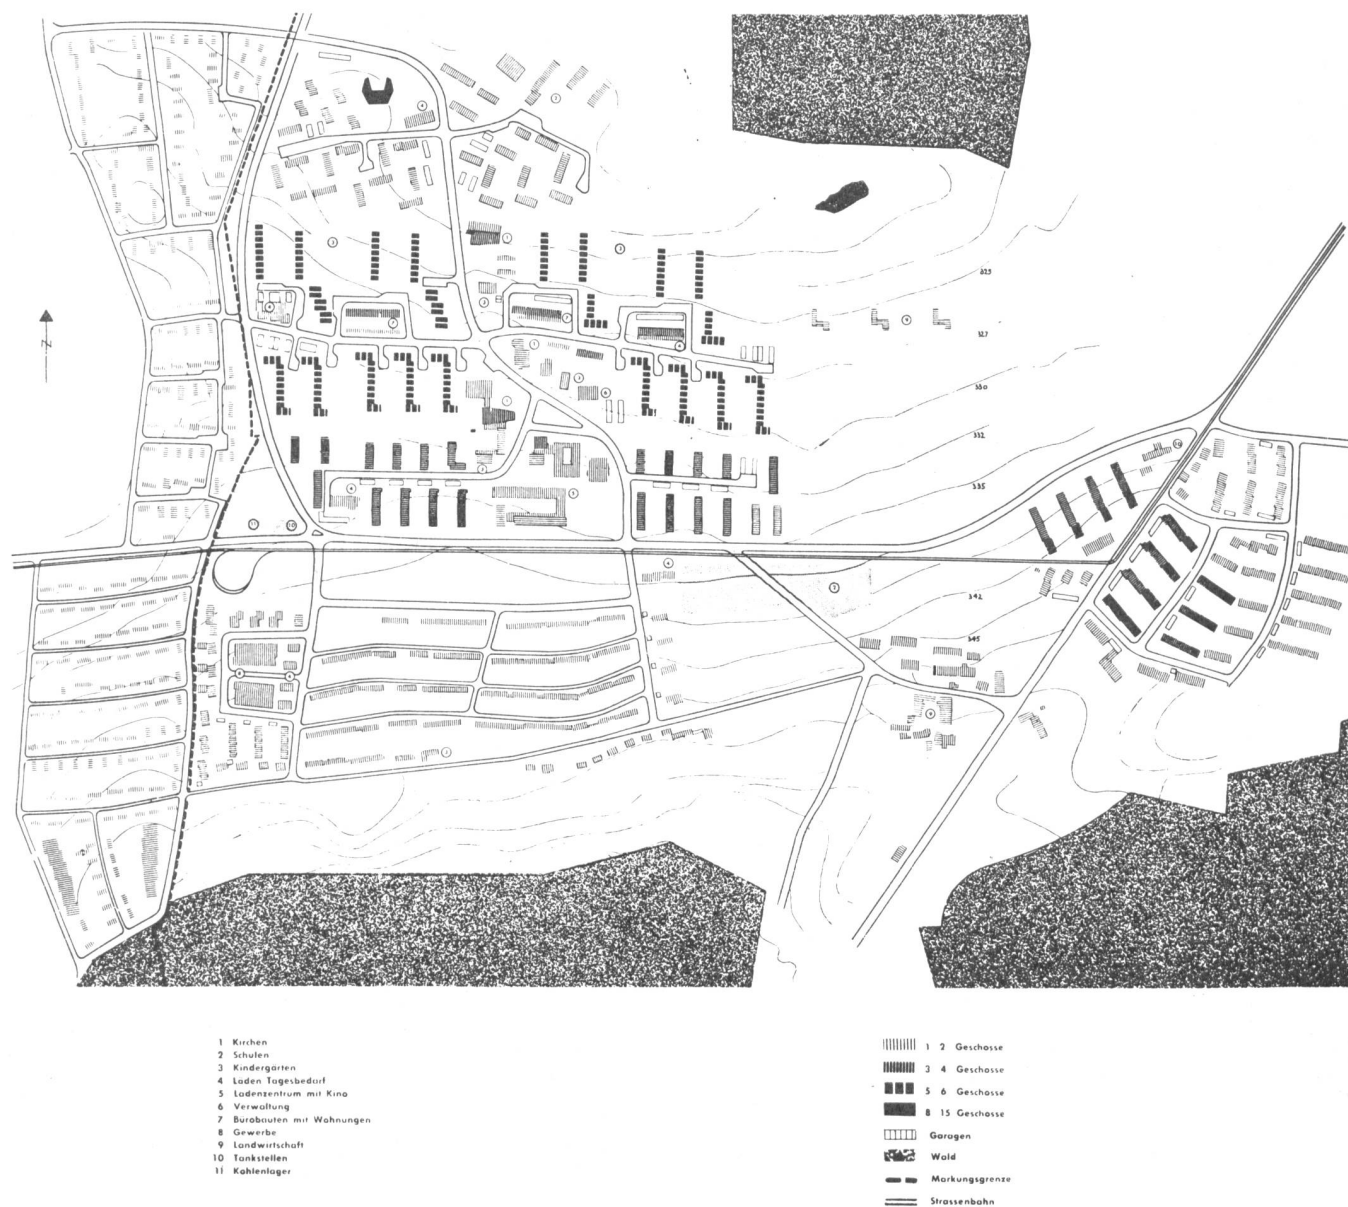 N
325
327
330
332
335
342
345
1 Kirchen
2 Schulen
3 Kindergärten
4 Läden Tagesbedarf
5 Ladenzentrum mit Kino
6 Verwaltung
7 Bürobauten mit Wohnungen
8 Gewerbe
9 Landwirtschaft
10 Tankstellen
11 Kohlenlager
1 2 Geschosse
3 4 Geschosse
5 6 Geschosse
8 15 Geschosse
Garagen
Wald
Markungsgrenze
Strassenbahn